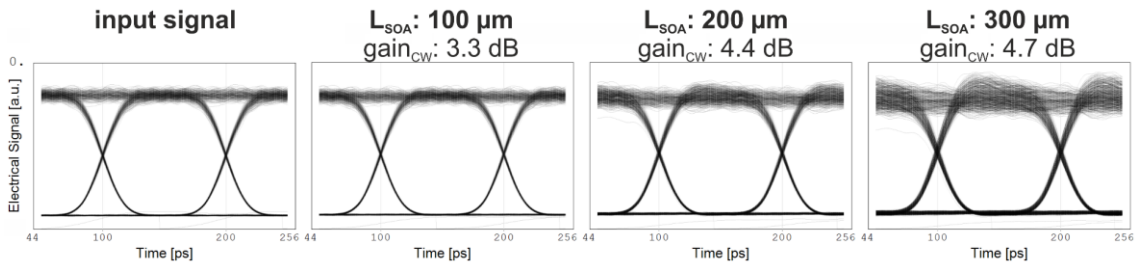 input signal
L_SOA: 100 µm
gain_CW: 3.3 dB
L_SOA: 200 µm
gain_CW: 4.4 dB
L_SOA: 300 µm
gain_CW: 4.7 dB
0.
Electrical Signal [a.u.]
44 100 200 256
Time [ps]
44 100 200 256
Time [ps]
44 100 200 256
Time [ps]
44 100 200 256
Time [ps]